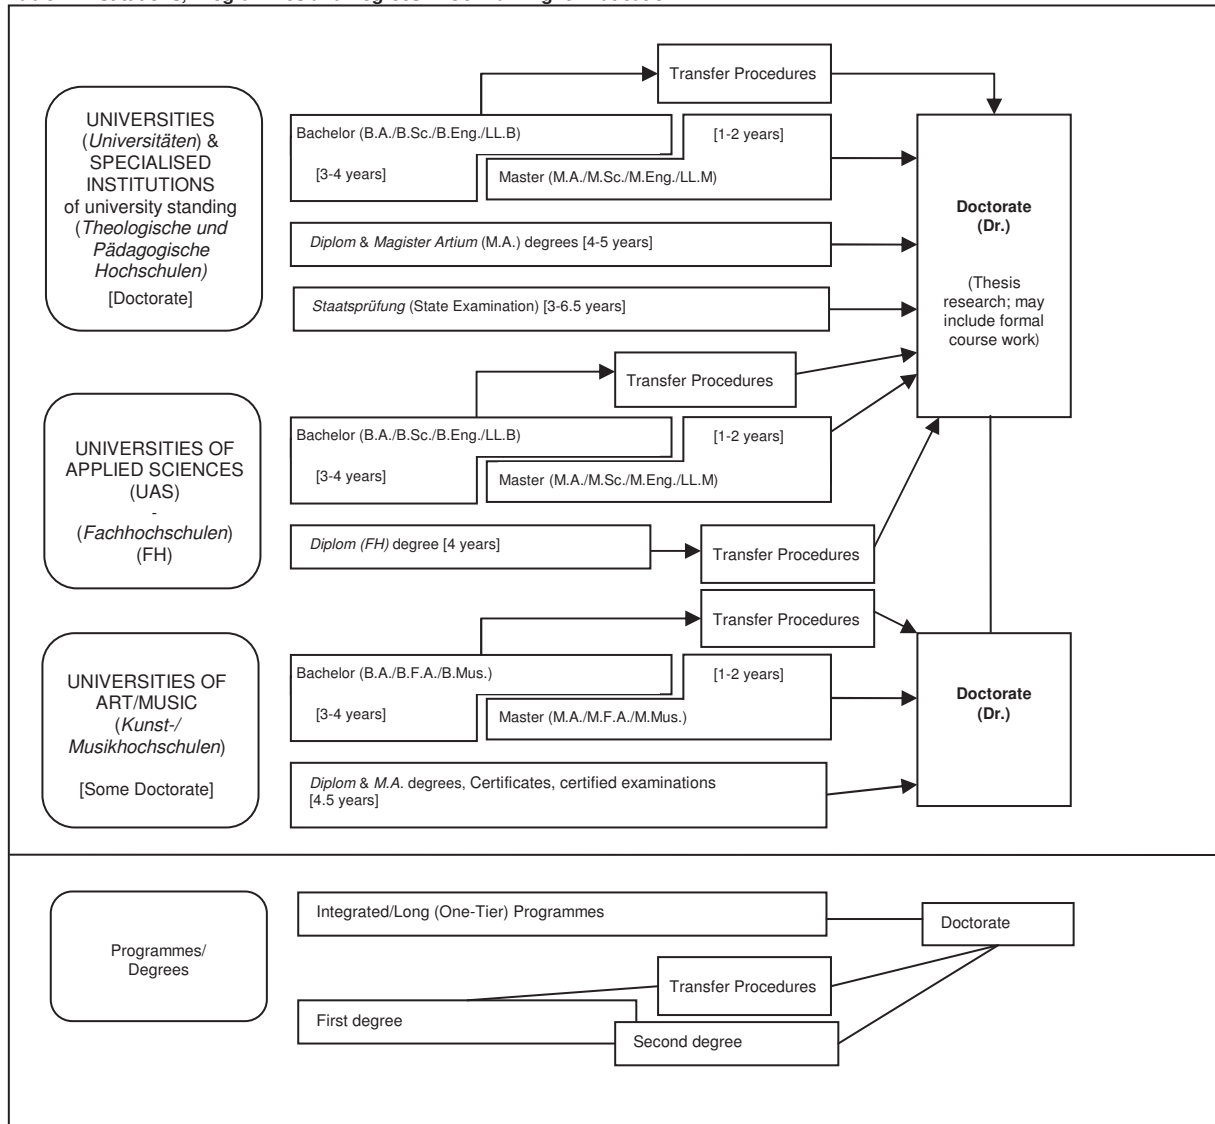 Transfer Procedures
UNIVERSITIES
(Universitäten) &
SPECIALISED
INSTITUTIONS
of university standing
(Theologische und
Pädagogische
Hochschulen)
[Doctorate]
Bachelor (B.A./B.Sc./B.Eng./LL.B)
[1-2 years]
[3-4 years]
Master (M.A./M.Sc./M.Eng./LL.M)
Diplom & Magister Artium (M.A.) degrees [4-5 years]
Staatsprüfung (State Examination) [3-6.5 years]
Doctorate
(Dr.)
(Thesis
research; may
include formal
course work)
Transfer Procedures
UNIVERSITIES OF
APPLIED SCIENCES
(UAS)
-
(Fachhochschulen)
(FH)
Bachelor (B.A./B.Sc./B.Eng./LL.B)
[1-2 years]
[3-4 years]
Master (M.A./M.Sc./M.Eng./LL.M)
Diplom (FH) degree [4 years]
Transfer Procedures
Transfer Procedures
UNIVERSITIES OF
ART/MUSIC
(Kunst-/
Musikhochschulen)
[Some Doctorate]
Bachelor (B.A./B.F.A./B.Mus.)
[1-2 years]
[3-4 years]
Master (M.A./M.F.A./M.Mus.)
Diplom & M.A. degrees, Certificates, certified examinations
[4.5 years]
Doctorate
(Dr.)
Programmes/
Degrees
Integrated/Long (One-Tier) Programmes
Doctorate
Transfer Procedures
First degree
Second degree